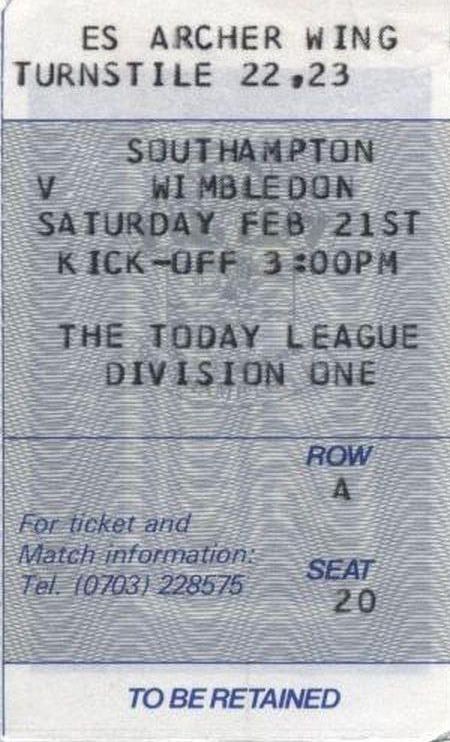 ES ARCHER WING
TURNSTILE 22,23
SOUTHAMPTON
V WIMBLEDON
SATURDAY FEB 21ST
KICK-OFF 3:00PM
THE TODAY LEAGUE
DIVISION ONE
ROW
A
For ticket and
Match information:
Tel. (0703) 228575
SEAT
20
TO BE RETAINED